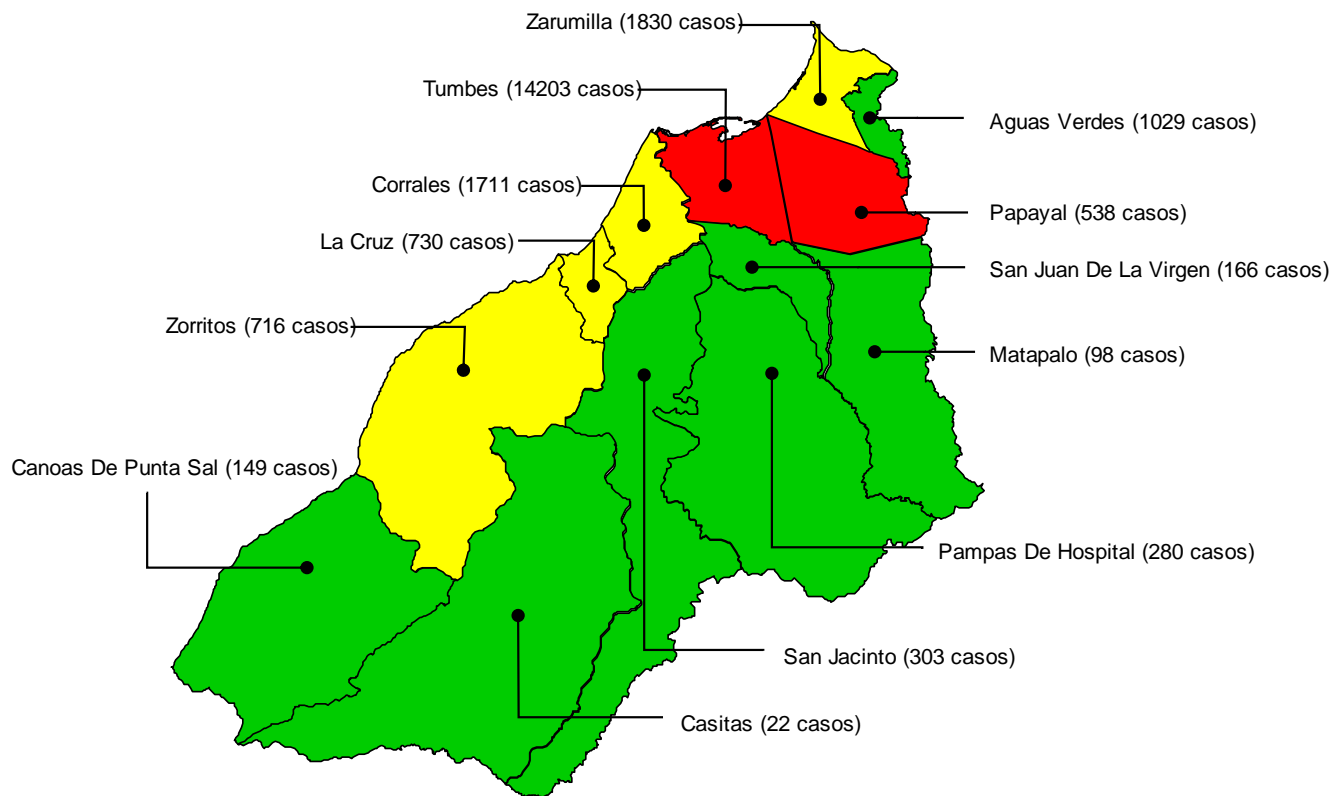 Zarumilla (1830 casos)
Tumbes (14203 casos)
Aguas Verdes (1029 casos)
Corrales (1711 casos)
Papayal (538 casos)
La Cruz (730 casos)
San Juan De La Virgen (166 casos)
Zorritos (716 casos)
Matapalo (98 casos)
Canoas De Punta Sal (149 casos)
Pampas De Hospital (280 casos)
San Jacinto (303 casos)
Casitas (22 casos)